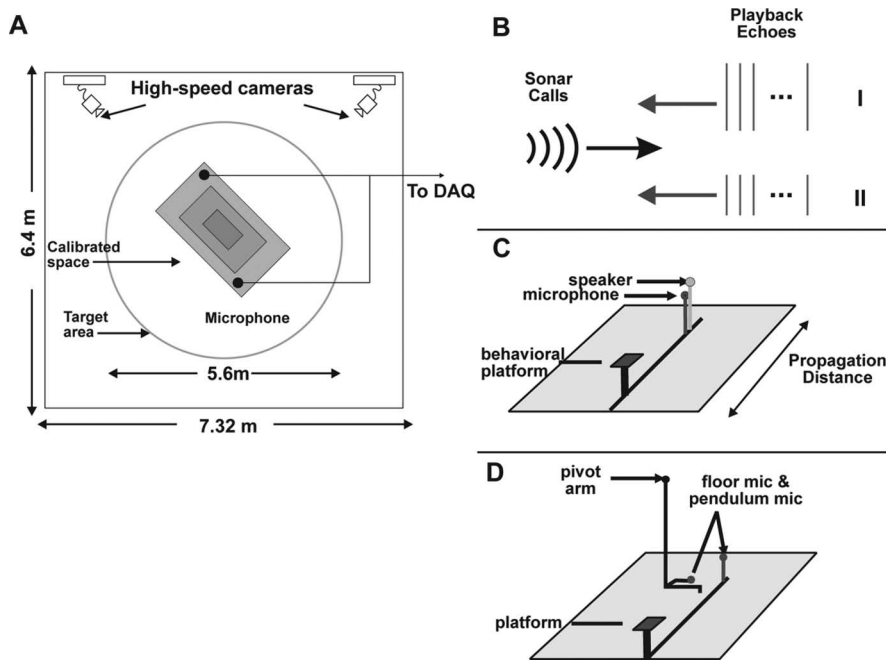 A
High-speed cameras
To DAQ
Calibrated
space
Microphone
Target
area
5.6m
6.4 m
7.32 m
B
Playback
Echoes
Sonar
Calls
...
I
...
II
C
speaker
microphone
behavioral
platform
Propagation
Distance
D
pivot
arm
floor mic &
pendulum mic
platform